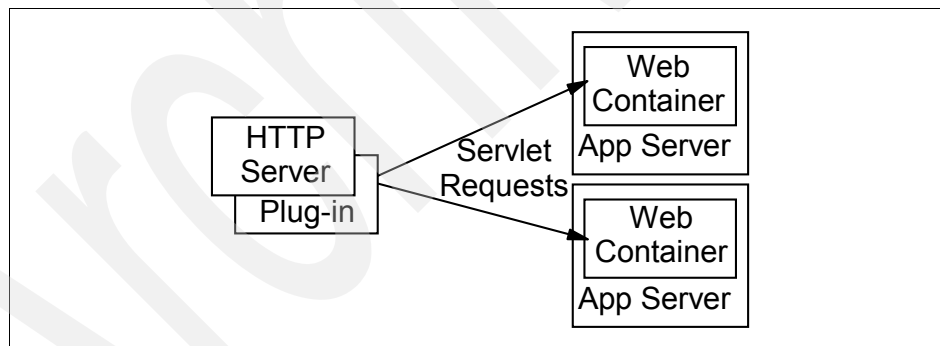 HTTP
Server
Plug-in
Servlet
Requests
Web
Container
App Server
Web
Container
App Server